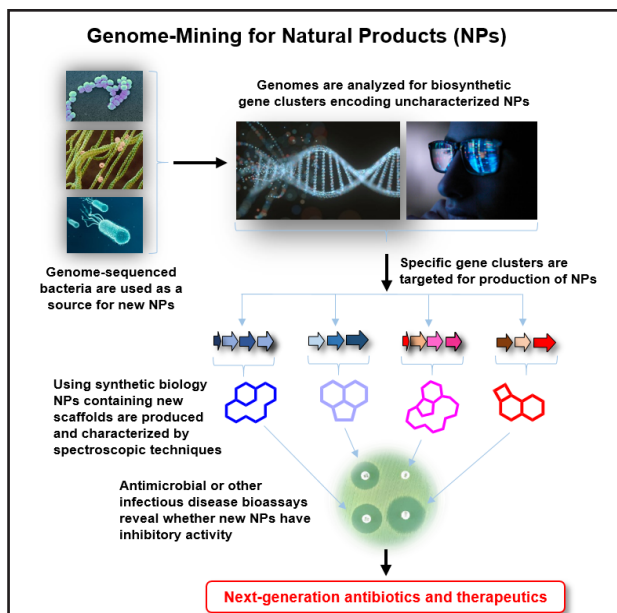 Genome-Mining for Natural Products (NPs)
Genomes are analyzed for biosynthetic
gene clusters encoding uncharacterized NPs
Genome-sequenced
bacteria are used as a
source for new NPs
Specific gene clusters are
targeted for production of NPs
Using synthetic biology
NPs containing new
scaffolds are produced
and characterized by
spectroscopic techniques
Antimicrobial or other
infectious disease bioassays
reveal whether new NPs have
inhibitory activity
Next-generation antibiotics and therapeutics